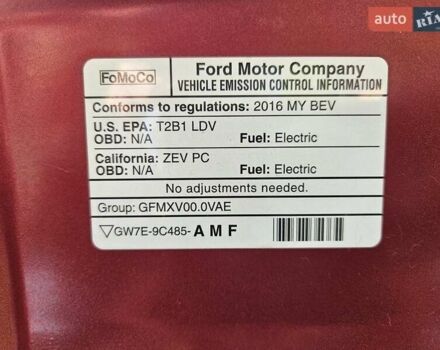 auto RIA
FoMoCo
Ford Motor Company
VEHICLE EMISSION CONTROL INFORMATION
Conforms to regulations: 2016 MY BEV
U.S. EPA: T2B1 LDV
OBD: N/A Fuel: Electric
California: ZEV PC
OBD: N/A Fuel: Electric
No adjustments needed.
Group: GFMXV00.0VAE
▽GW7E-9C485- A M F